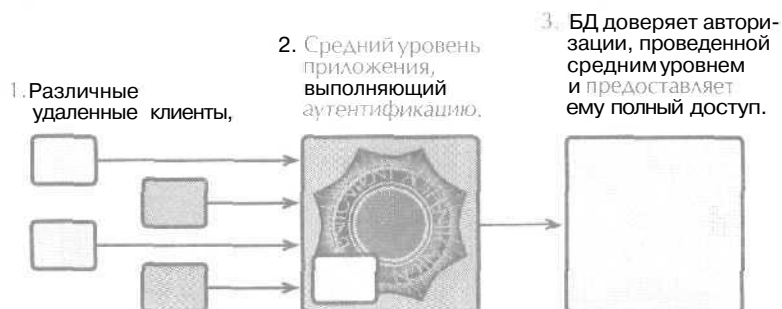 1. Различные
удаленные клиенты,
2. Средний уровень
приложения,
выполняющий
аутентификацию.
3. БД доверяет автори-
зации, проведенной
средним уровнем
и предоставляет
ему полный доступ.